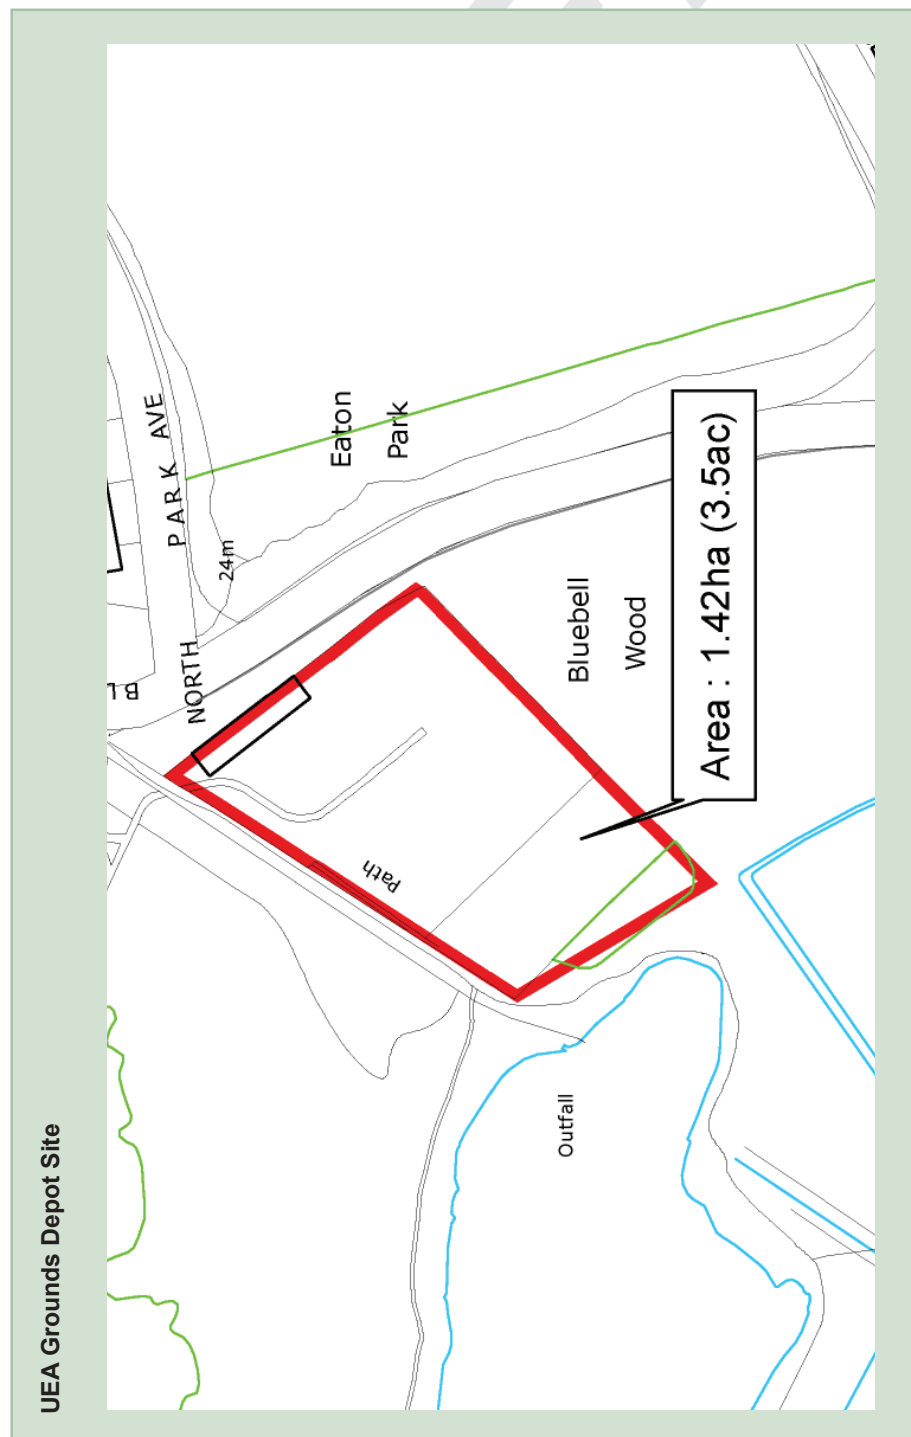 UEA Grounds Depot Site
PARK AVE
NORTH
24m
Eaton
Park
Bluebell
Wood
Area : 1.42ha (3.5ac)
Path
Outfall
BL